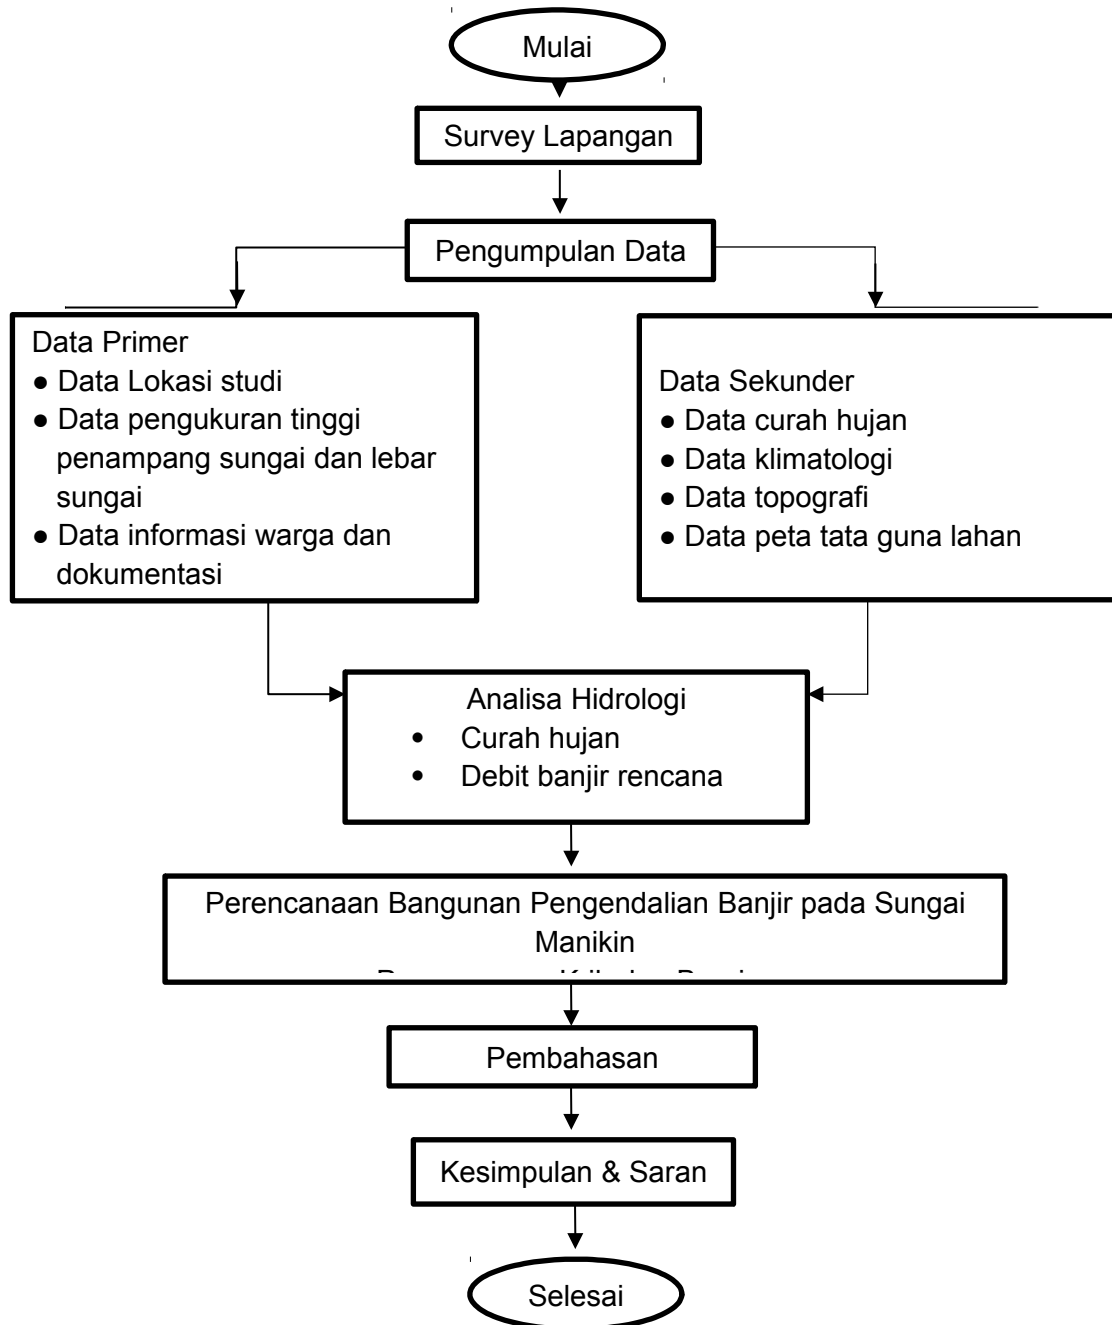 Mulai
Survey Lapangan
Pengumpulan Data
Data Primer
● Data Lokasi studi
● Data pengukuran tinggi
penampang sungai dan lebar
sungai
● Data informasi warga dan
dokumentasi
Data Sekunder
● Data curah hujan
● Data klimatologi
● Data topografi
● Data peta tata guna lahan
Analisa Hidrologi
• Curah hujan
• Debit banjir rencana
Perencanaan Bangunan Pengendalian Banjir pada Sungai
Manikin
Pembahasan
Kesimpulan & Saran
Selesai